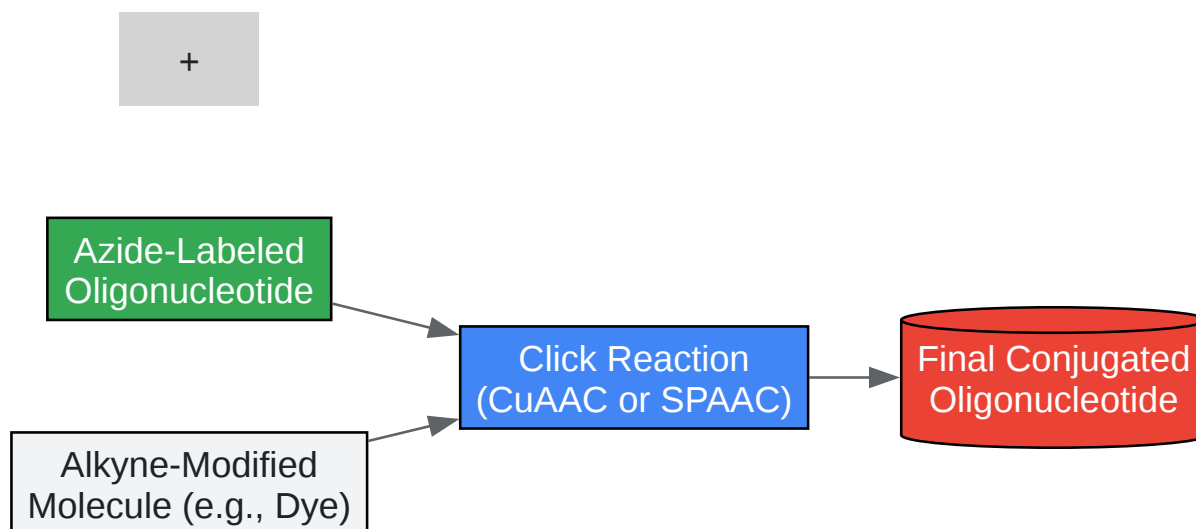 +
Azide-Labeled
Oligonucleotide
Alkyne-Modified
Molecule (e.g., Dye)
Click Reaction
(CuAAC or SPAAC)
Final Conjugated
Oligonucleotide